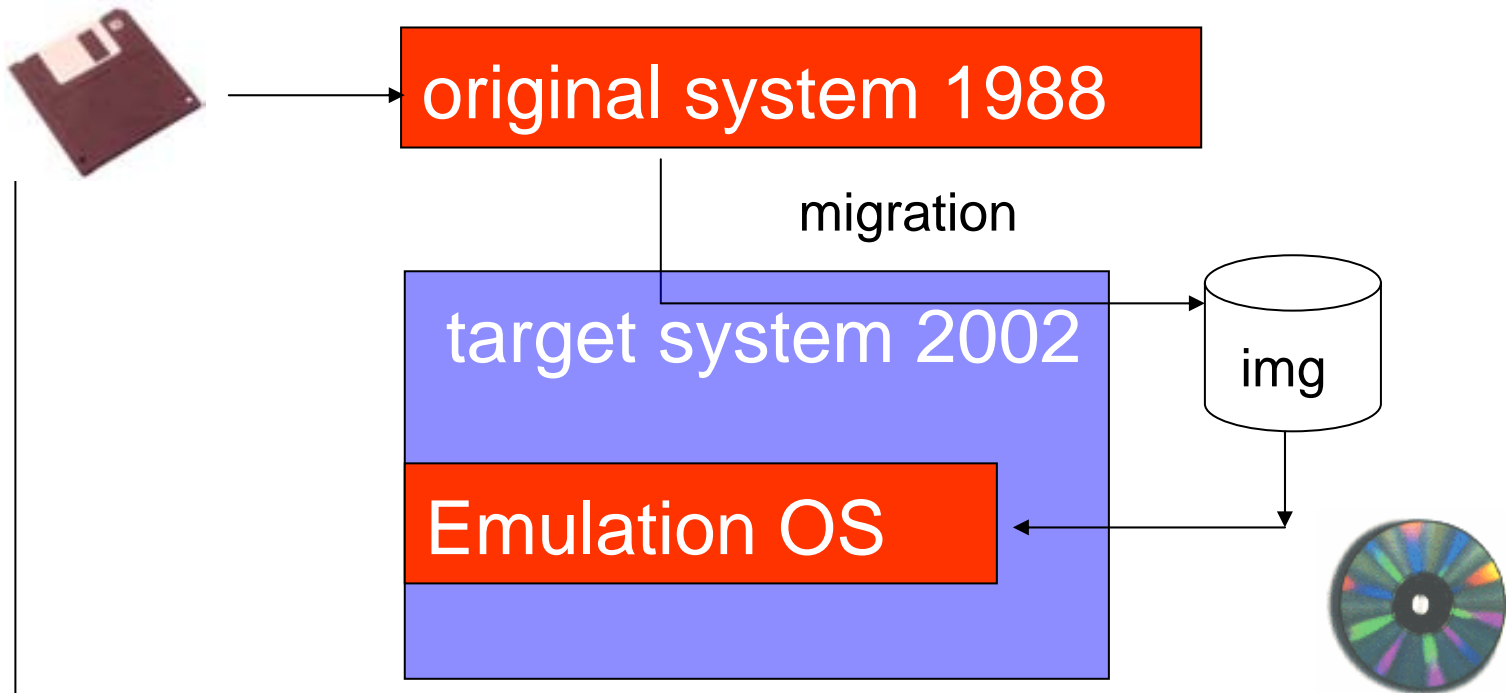 original system 1988
migration
target system 2002
img
Emulation OS